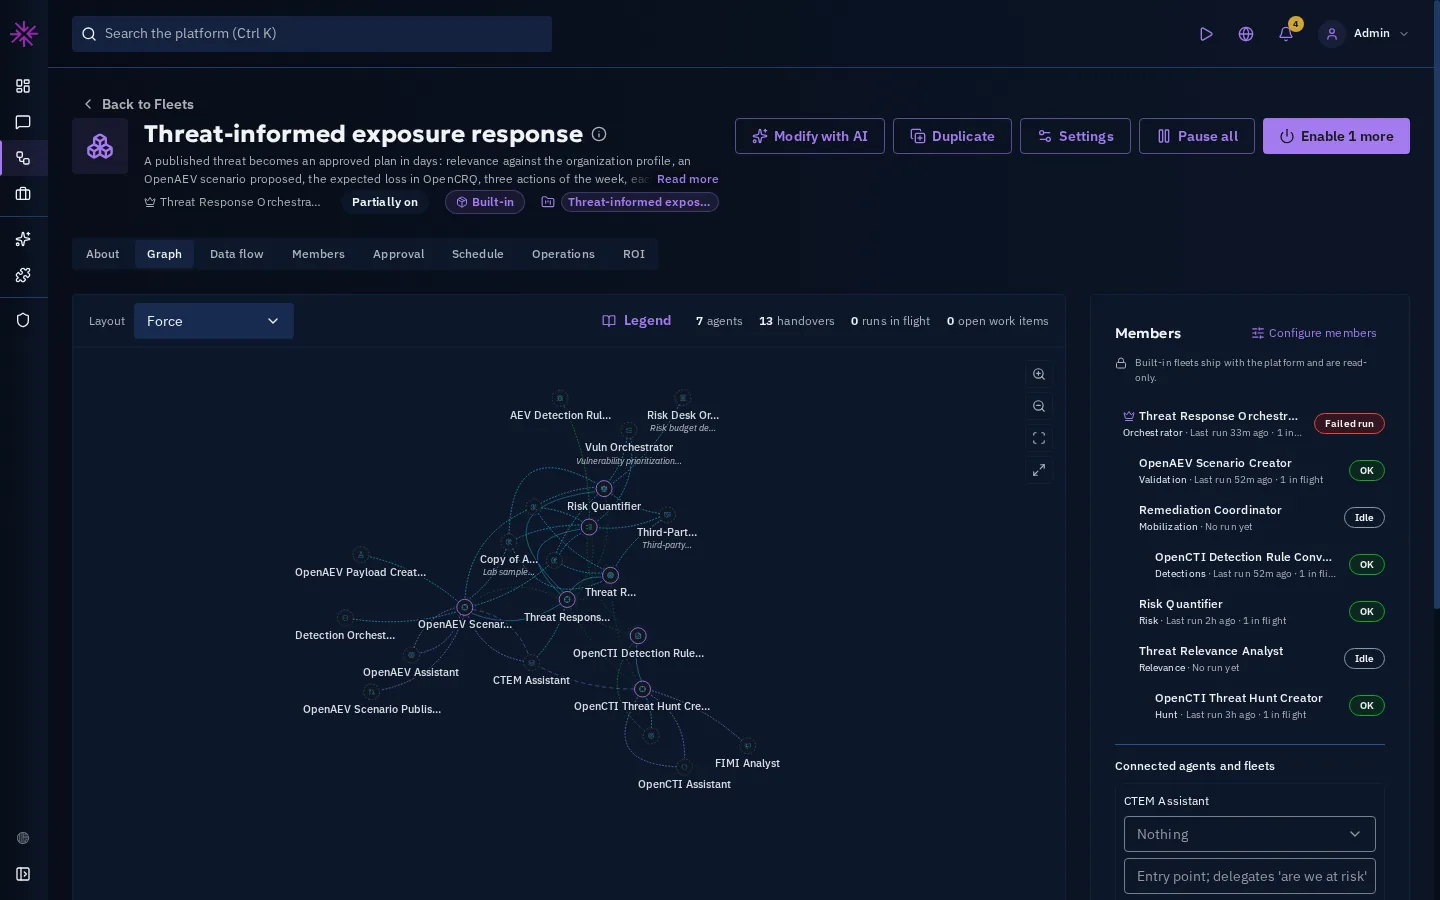 Search the platform (Ctrl K)
4
Admin
Back to Fleets
Threat-informed exposure response
A published threat becomes an approved plan in days: relevance against the organization profile, an
OpenAEV scenario proposed, the expected loss in OpenCRQ, three actions of the week, eac Read more
Threat Response Orchestra...
Partially on
Built-in
Threat-informed expos...
Modify with AI
Duplicate
Settings
Pause all
Enable 1 more
About
Graph
Data flow
Members
Approval
Schedule
Operations
ROI
Layout
Force
Legend
7 agents
13 handovers
0 runs in flight
0 open work items
AEV Detection Rul...
Risk Desk Or...
Risk budget de...
Vuln Orchestrator
Vulnerability prioritization...
Risk Quantifier
Third-Part...
Third-party...
Copy of A...
Lab sample...
OpenAEV Payload Creat...
Threat R...
Threat Respons...
OpenAEV Scenar...
Detection Orchest...
OpenCTI Detection Rule...
OpenAEV Assistant
CTEM Assistant
OpenAEV Scenario Publis...
OpenCTI Threat Hunt Cre...
FIMI Analyst
OpenCTI Assistant
Members
Configure members
Built-in fleets ship with the platform and are read-
only.
Threat Response Orchestr...
Orchestrator · Last run 33m ago · 1 in...
Failed run
OpenAEV Scenario Creator
Validation · Last run 52m ago · 1 in flight
OK
Remediation Coordinator
Mobilization · No run yet
Idle
OpenCTI Detection Rule Conv...
Detections · Last run 52m ago · 1 in fli...
OK
Risk Quantifier
Risk · Last run 2h ago · 1 in flight
OK
Threat Relevance Analyst
Relevance · No run yet
Idle
OpenCTI Threat Hunt Creator
Hunt · Last run 3h ago · 1 in flight
OK
Connected agents and fleets
CTEM Assistant
Nothing
Entry point; delegates 'are we at risk'